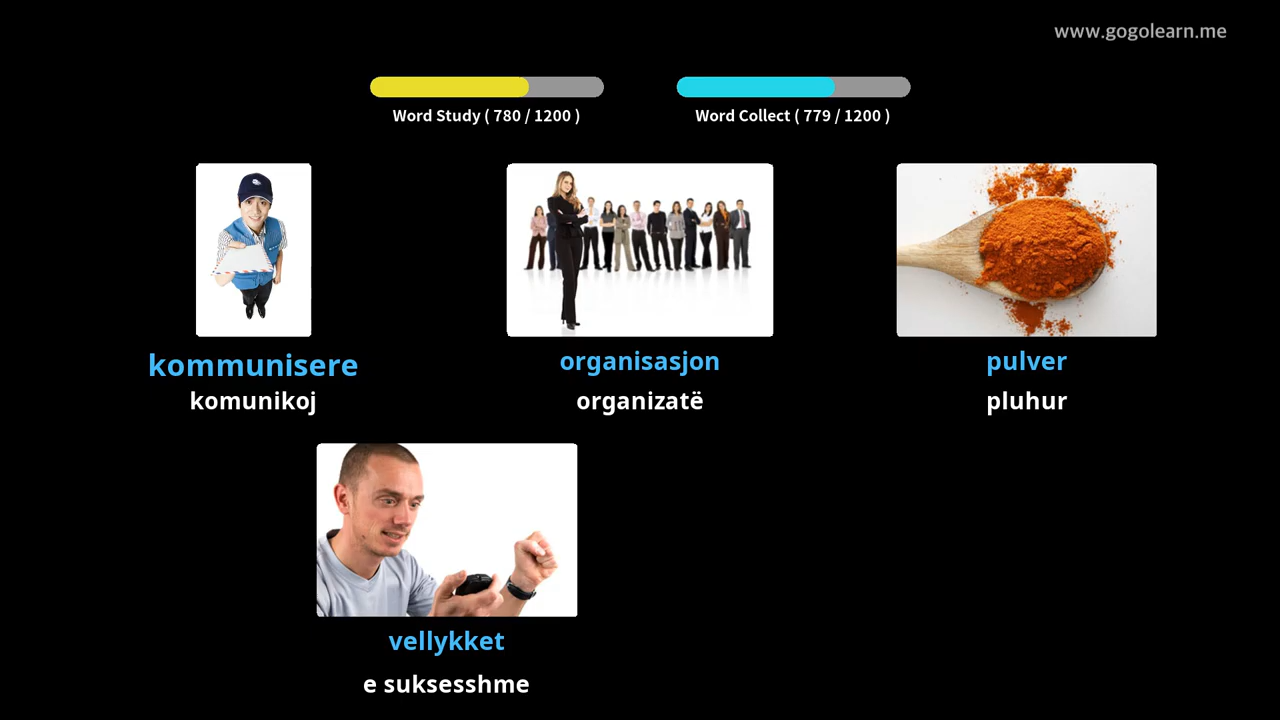 www.gogolearn.me
Word Study ( 780 / 1200 )
Word Collect ( 779 / 1200 )
kommunisere
komunikoj
organisasjon
organizatë
pulver
pluhur
vellykket
e suksesshme